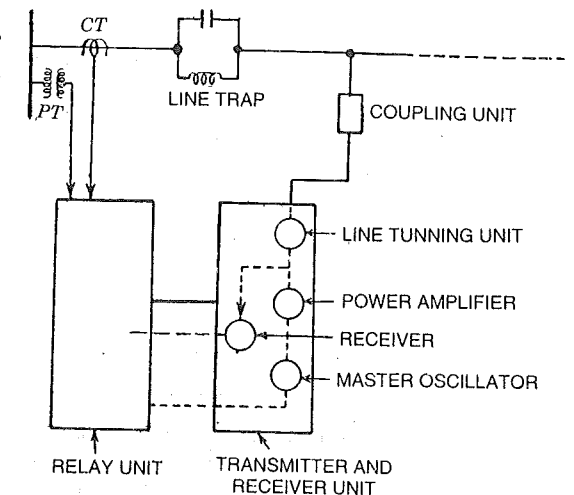 CT
LINE TRAP
PT
COUPLING UNIT
LINE TUNNING UNIT
POWER AMPLIFIER
RECEIVER
MASTER OSCILLATOR
RELAY UNIT
TRANSMITTER AND
RECEIVER UNIT